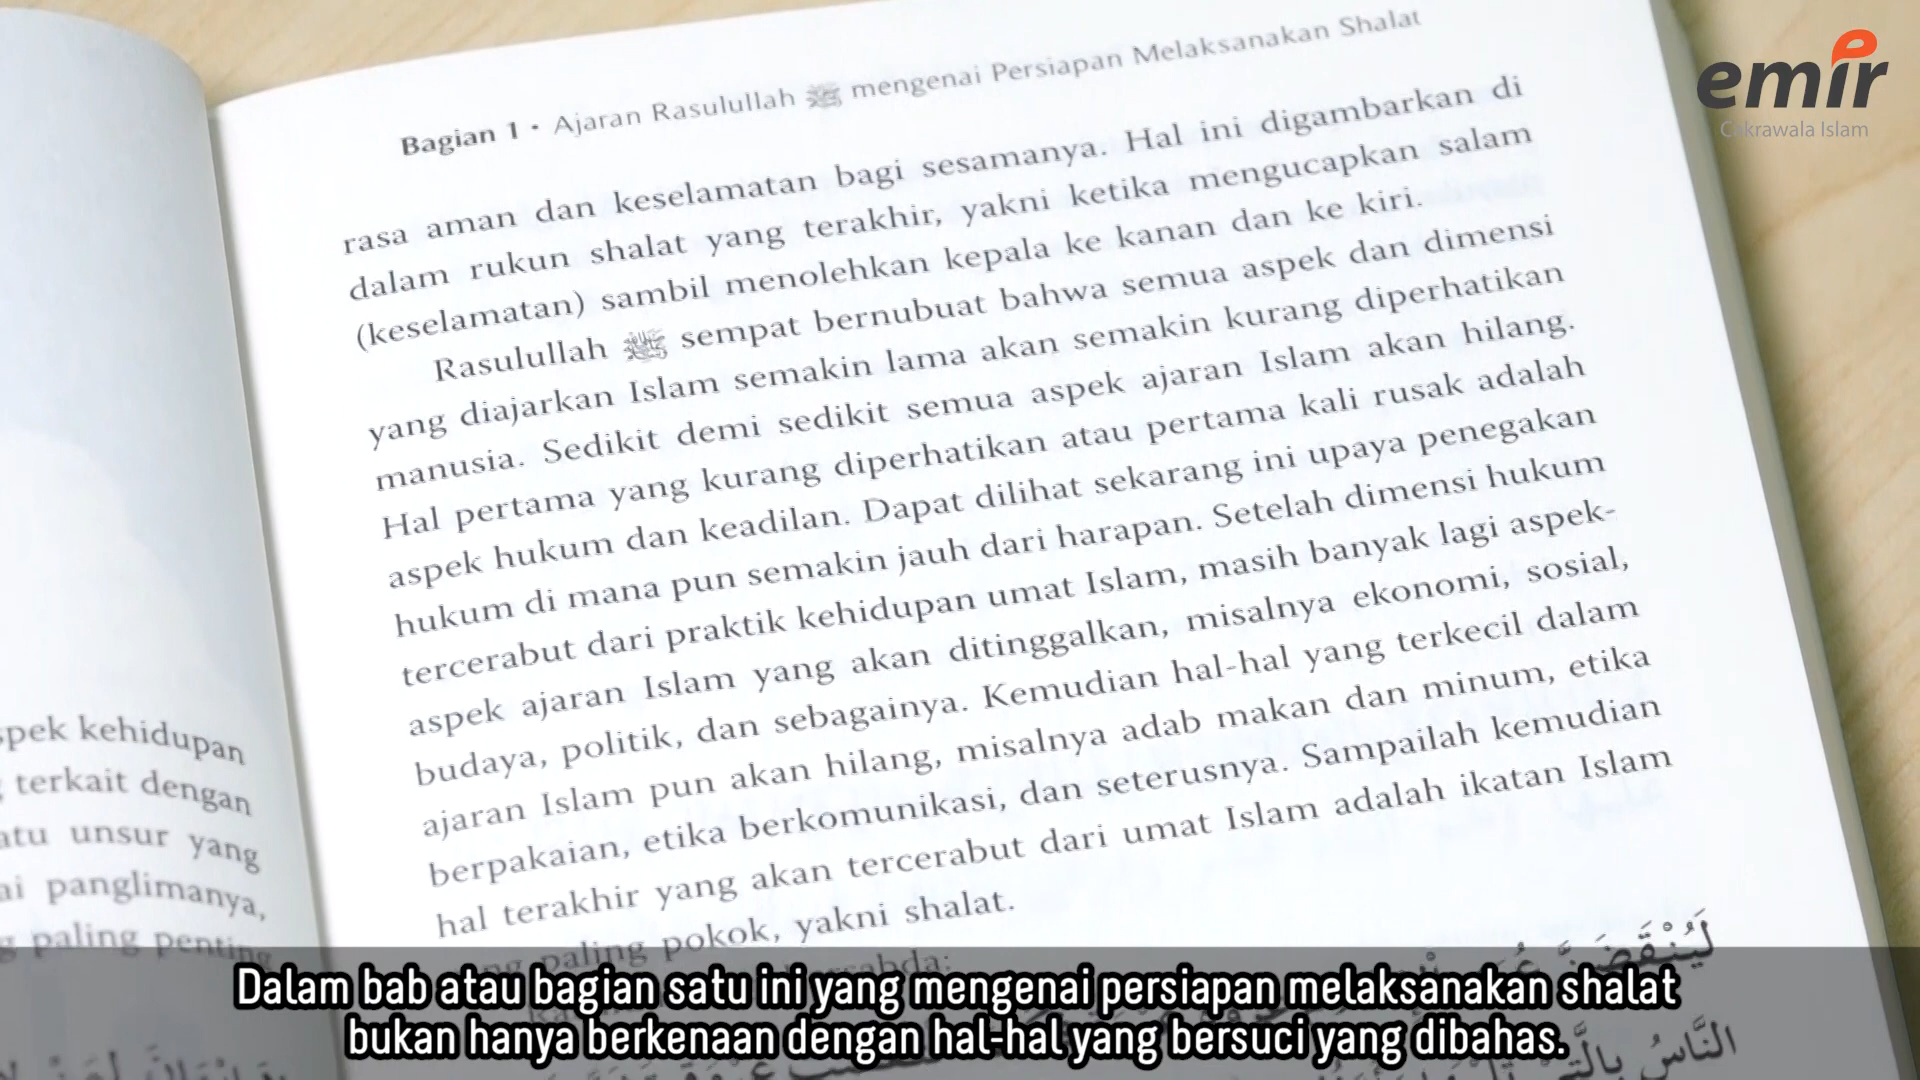 emir
Cakrawala Islam
Bagian 1 • Ajaran Rasulullah ﷺ mengenai Persiapan Melaksanakan Shalat
rasa aman dan keselamatan bagi sesamanya. Hal ini digambarkan di
dalam rukun shalat yang terakhir, yakni ketika mengucapkan salam
(keselamatan) sambil menolehkan kepala ke kanan dan ke kiri.
Rasulullah ﷺ sempat bernubuat bahwa semua aspek dan dimensi
yang diajarkan Islam semakin lama akan semakin kurang diperhatikan
manusia. Sedikit demi sedikit semua aspek ajaran Islam akan hilang.
Hal pertama yang kurang diperhatikan atau pertama kali rusak adalah
aspek hukum dan keadilan. Dapat dilihat sekarang ini upaya penegakan
hukum di mana pun semakin jauh dari harapan. Setelah dimensi hukum
tercerabut dari praktik kehidupan umat Islam, masih banyak lagi aspek-
aspek ajaran Islam yang akan ditinggalkan, misalnya ekonomi, sosial,
budaya, politik, dan sebagainya. Kemudian hal-hal yang terkecil dalam
ajaran Islam pun akan hilang, misalnya adab makan dan minum, etika
berpakaian, etika berkomunikasi, dan seterusnya. Sampailah kemudian
hal terakhir yang akan tercerabut dari umat Islam adalah ikatan Islam
yang paling pokok, yakni shalat.
لَيُنْقَضَنَّ
النَّاسُ
kehidupan
terkait dengan
unsur yang
panglimanya,
paling penting
Dalam bab atau bagian satu ini yang mengenai persiapan melaksanakan shalat
bukan hanya berkenaan dengan hal-hal yang bersuci yang dibahas.